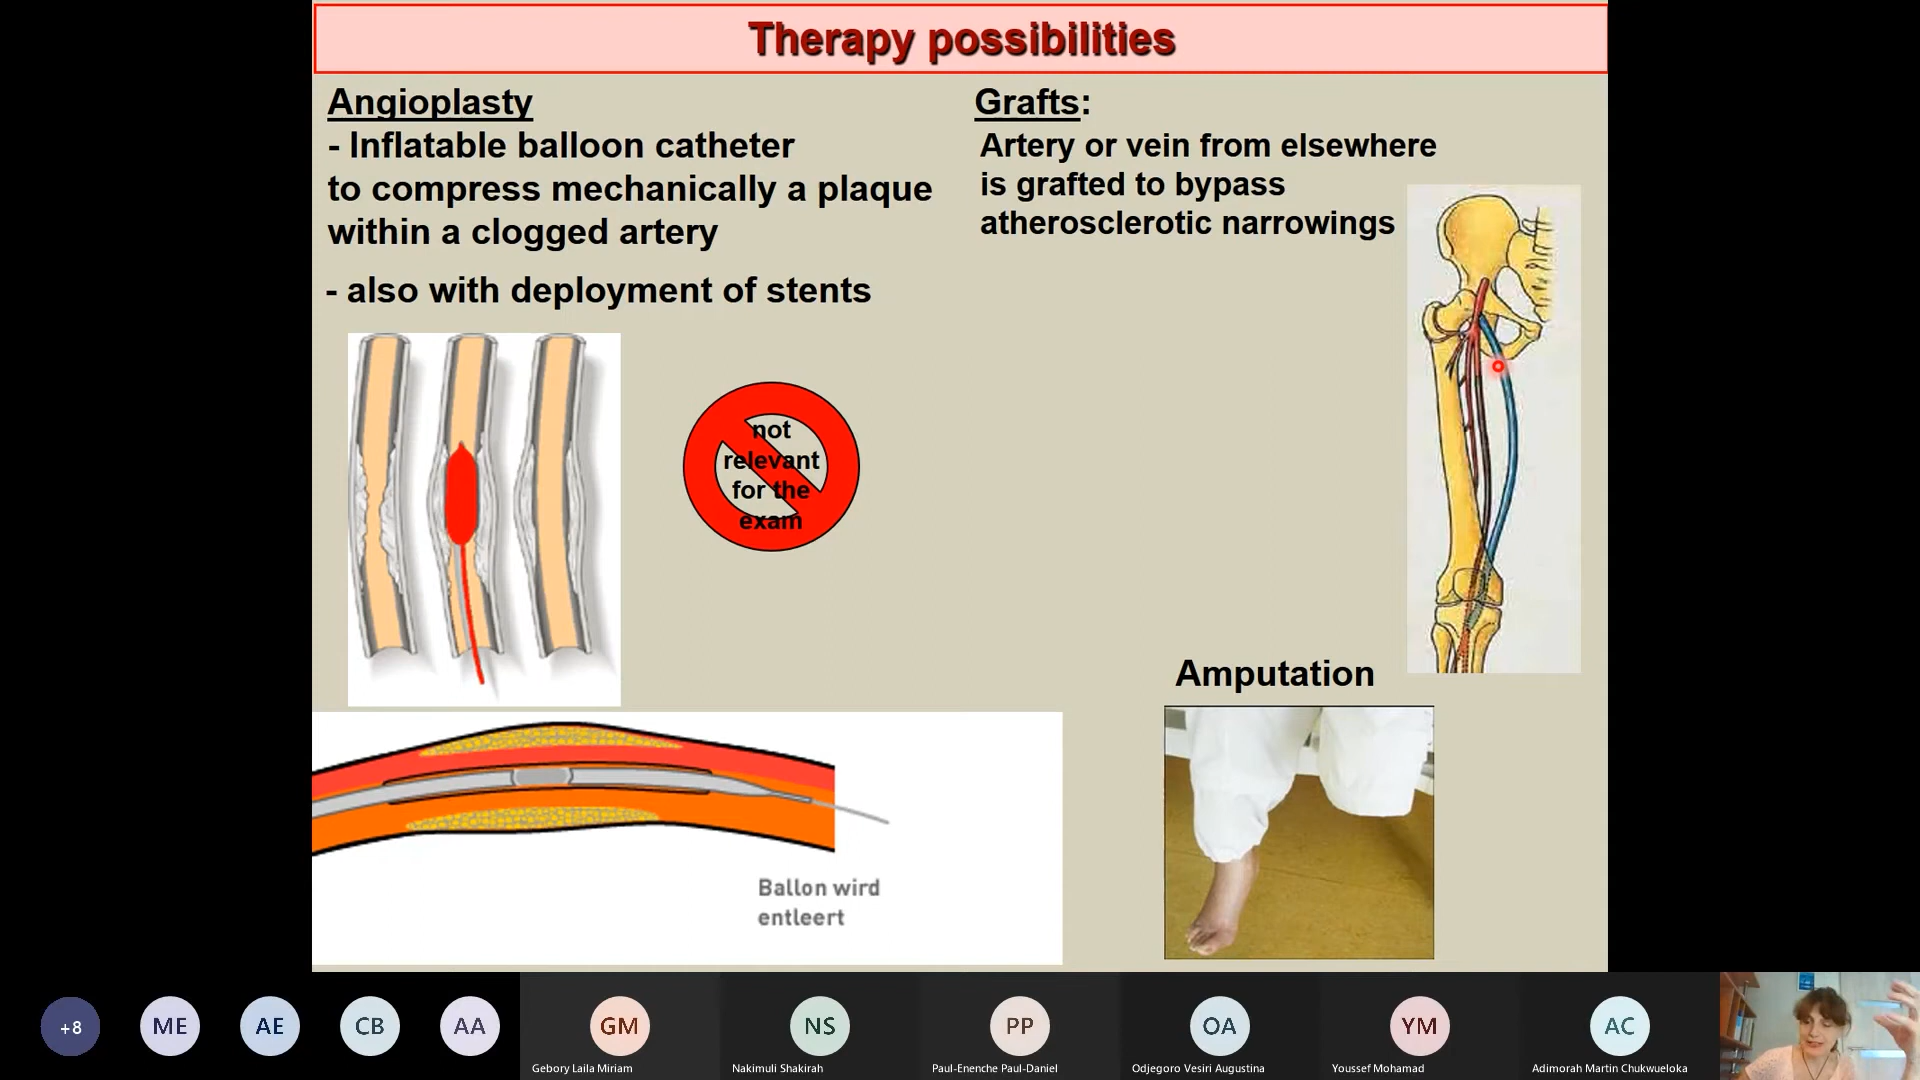 Therapy possibilities
Angioplasty
- Inflatable balloon catheter
to compress mechanically a plaque
within a clogged artery
- also with deployment of stents
Grafts:
Artery or vein from elsewhere
is grafted to bypass
atherosclerotic narrowings
not
relevant
for the
exam
Amputation
Ballon wird
entleert
+8
ME
AE
CB
AA
GM
Gebory Laila Miriam
NS
Nakimuli Shakirah
PP
Paul-Enenche Paul-Daniel
OA
Odjegoro Vesiri Augustina
YM
Youssef Mohamad
AC
Adimorah Martin Chukwueloka